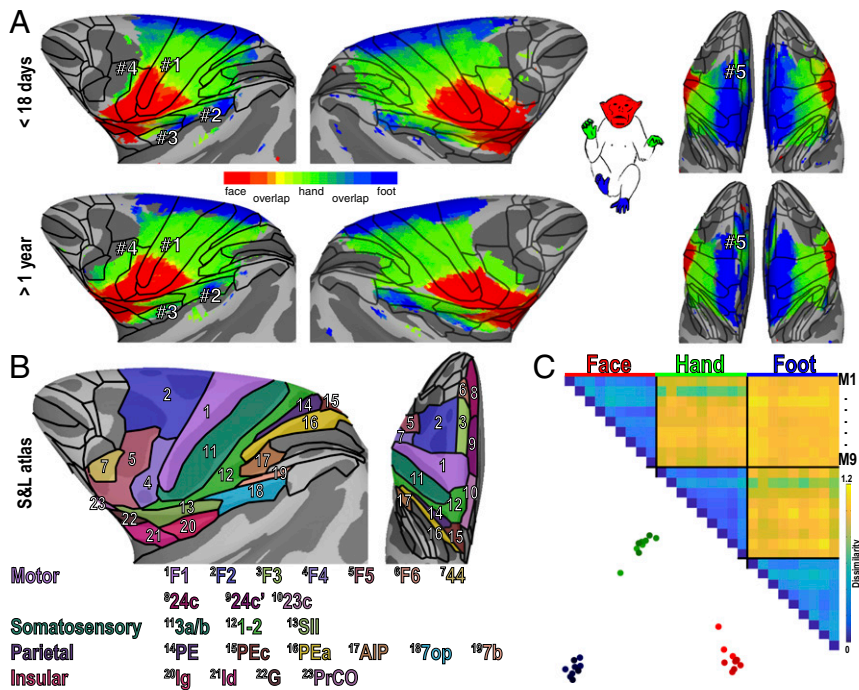 A
< 18 days
#4 #1
#2
#3
#5
face hand foot
overlap overlap
> 1 year
#4 #1
#2
#3
#5
B
S&L atlas
2
1
14 15
16
5
11
7
4
12
17
19
18
23
13
22
20
21
6 8
5
3
2
7
9
1
11
10
17
12
14
16 15
Motor 1F1 2F2 3F3 4F4 5F5 6F6 744
824c 924c' 1023c
Somatosensory 113a/b 121-2 13SII
Parietal 14PE 15PEc 16PEa 17AIP 187op 197b
Insular 20Ig 21Id 22G 23PrCO
C
Face Hand Foot
M1
-
-
-
-
M9
1.2
Dissimilarity
0